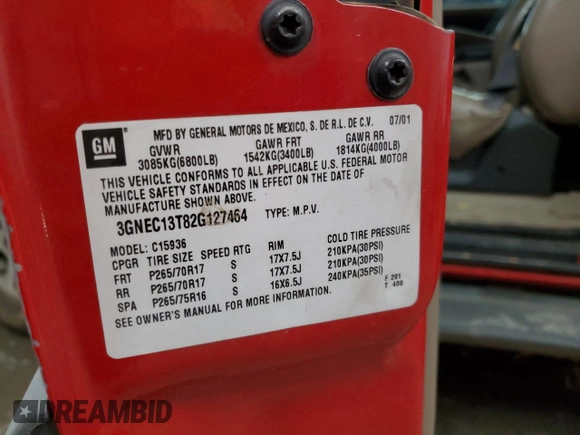 GM
MFD BY GENERAL MOTORS DE MEXICO, S. DE R.L. DE C.V. 07/01
GVWR GAWR FRT GAWR RR
3085KG(6800LB) 1542KG(3400LB) 1814KG(4000LB)
THIS VEHICLE CONFORMS TO ALL APPLICABLE U.S. FEDERAL MOTOR
VEHICLE SAFETY STANDARDS IN EFFECT ON THE DATE OF
MANUFACTURE SHOWN ABOVE.
3GNEC13T82G127464 TYPE: M.P.V.
MODEL: C15936
CPGR TIRE SIZE SPEED RTG RIM COLD TIRE PRESSURE
FRT P265/70R17 S 17X7.5J 210KPA(30PSI)
RR P265/70R17 S 17X7.5J 210KPA(30PSI)
SPA P265/75R16 S 16X6.5J 240KPA(35PSI)
SEE OWNER'S MANUAL FOR MORE INFORMATION.
F 201
T 408
DREAMBID